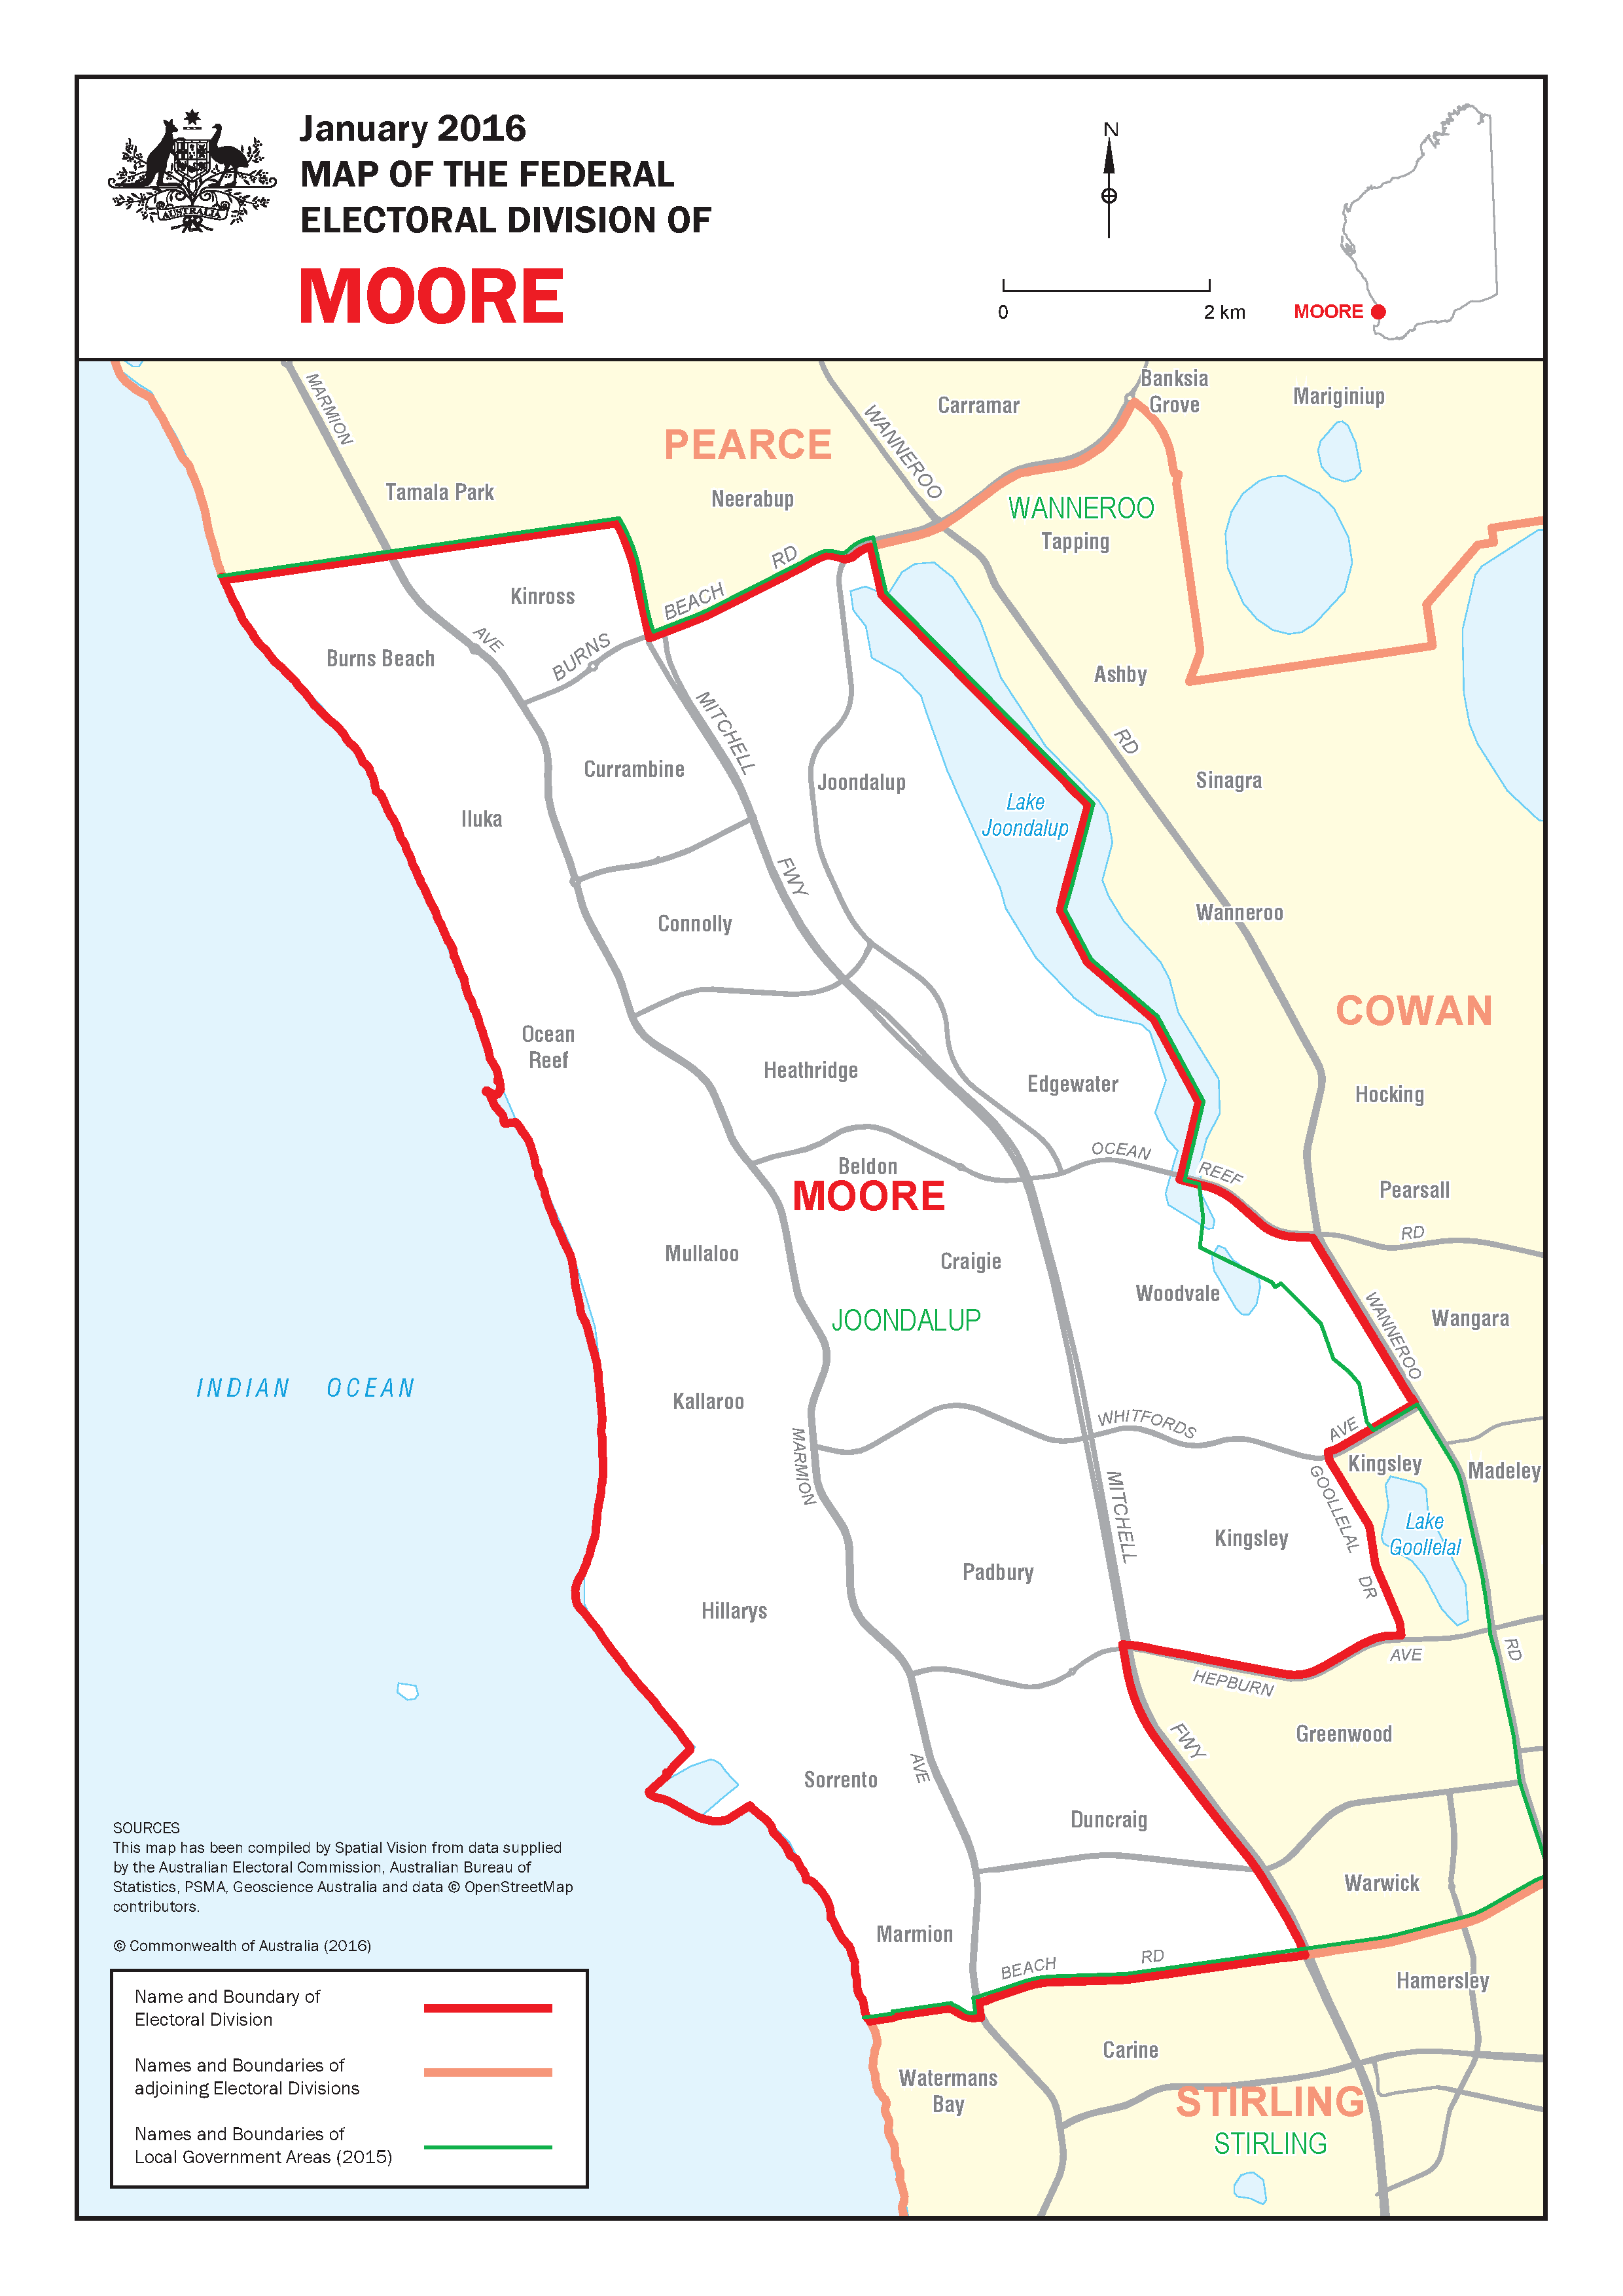 January 2016
MAP OF THE FEDERAL
ELECTORAL DIVISION OF
MOORE
AUSTRALIA
N
0
2 km
MOORE
MARMION
Banksia
Grove
Mariginiup
Carramar
WANNEROO
PEARCE
Tamala Park
Neerabup
WANNEROO
Tapping
RD
BEACH
Kinross
AVE
BURNS
Burns Beach
Ashby
MITCHELL
RD
Currambine
Joondalup
Sinagra
Lake
Joondalup
Iluka
FWY
Wanneroo
Connolly
COWAN
Ocean
Reef
Heathridge
Edgewater
Hocking
OCEAN
REEF
Beldon
MOORE
Pearsall
RD
Mullaloo
Craigie
Woodvale
WANNEROO
Wangara
JOONDALUP
INDIAN OCEAN
Kallaroo
WHITFORDS
AVE
MARMION
Kingsley
Madeley
GOOLLELAL
MITCHELL
Lake
Goollelal
Kingsley
Padbury
DR
Hillarys
AVE
RD
HEPBURN
FWY
Greenwood
Sorrento
AVE
Duncraig
Warwick
Marmion
BEACH
RD
Hamersley
Carine
Watermans
Bay
STIRLING
STIRLING
SOURCES
This map has been compiled by Spatial Vision from data supplied
by the Australian Electoral Commission, Australian Bureau of
Statistics, PSMA, Geoscience Australia and data © OpenStreetMap
contributors.
© Commonwealth of Australia (2016)
Name and Boundary of
Electoral Division
Names and Boundaries of
adjoining Electoral Divisions
Names and Boundaries of
Local Government Areas (2015)